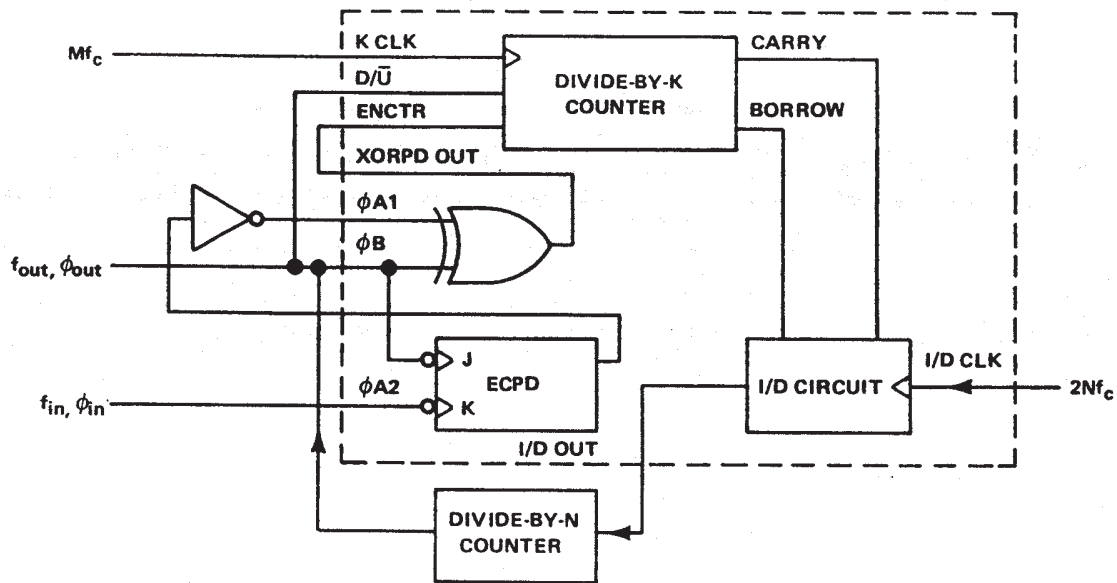 Mfc
K CLK
D/Ū
ENCTR
XORPD OUT
DIVIDE-BY-K
COUNTER
CARRY
BORROW
ϕA1
ϕB
fout, ϕout
J
ECPD
K
ϕA2
fin, ϕin
I/D OUT
I/D CIRCUIT
I/D CLK
2Nfc
DIVIDE-BY-N
COUNTER